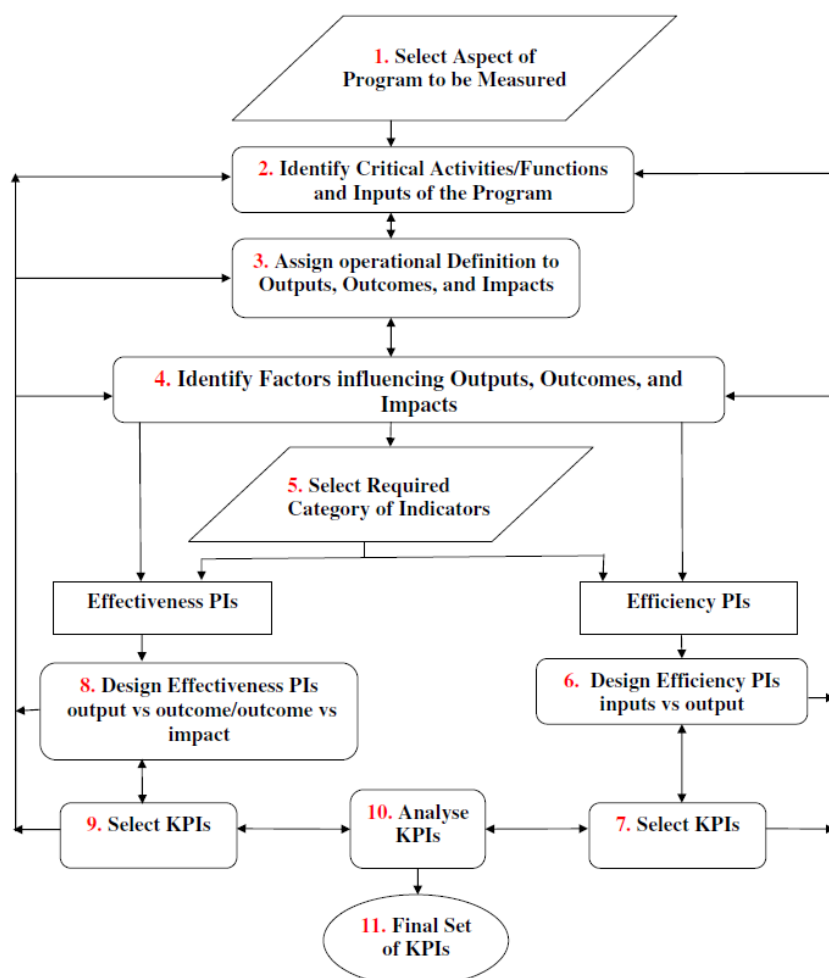 1. Select Aspect of
Program to be Measured
2. Identify Critical Activities/Functions
and Inputs of the Program
3. Assign operational Definition to
Outputs, Outcomes, and Impacts
4. Identify Factors influencing Outputs, Outcomes, and
Impacts
5. Select Required
Category of Indicators
Effectiveness PIs
Efficiency PIs
8. Design Effectiveness PIs
output vs outcome/outcome vs
impact
6. Design Efficiency PIs
inputs vs output
9. Select KPIs
10. Analyse
KPIs
7. Select KPIs
11. Final Set
of KPIs